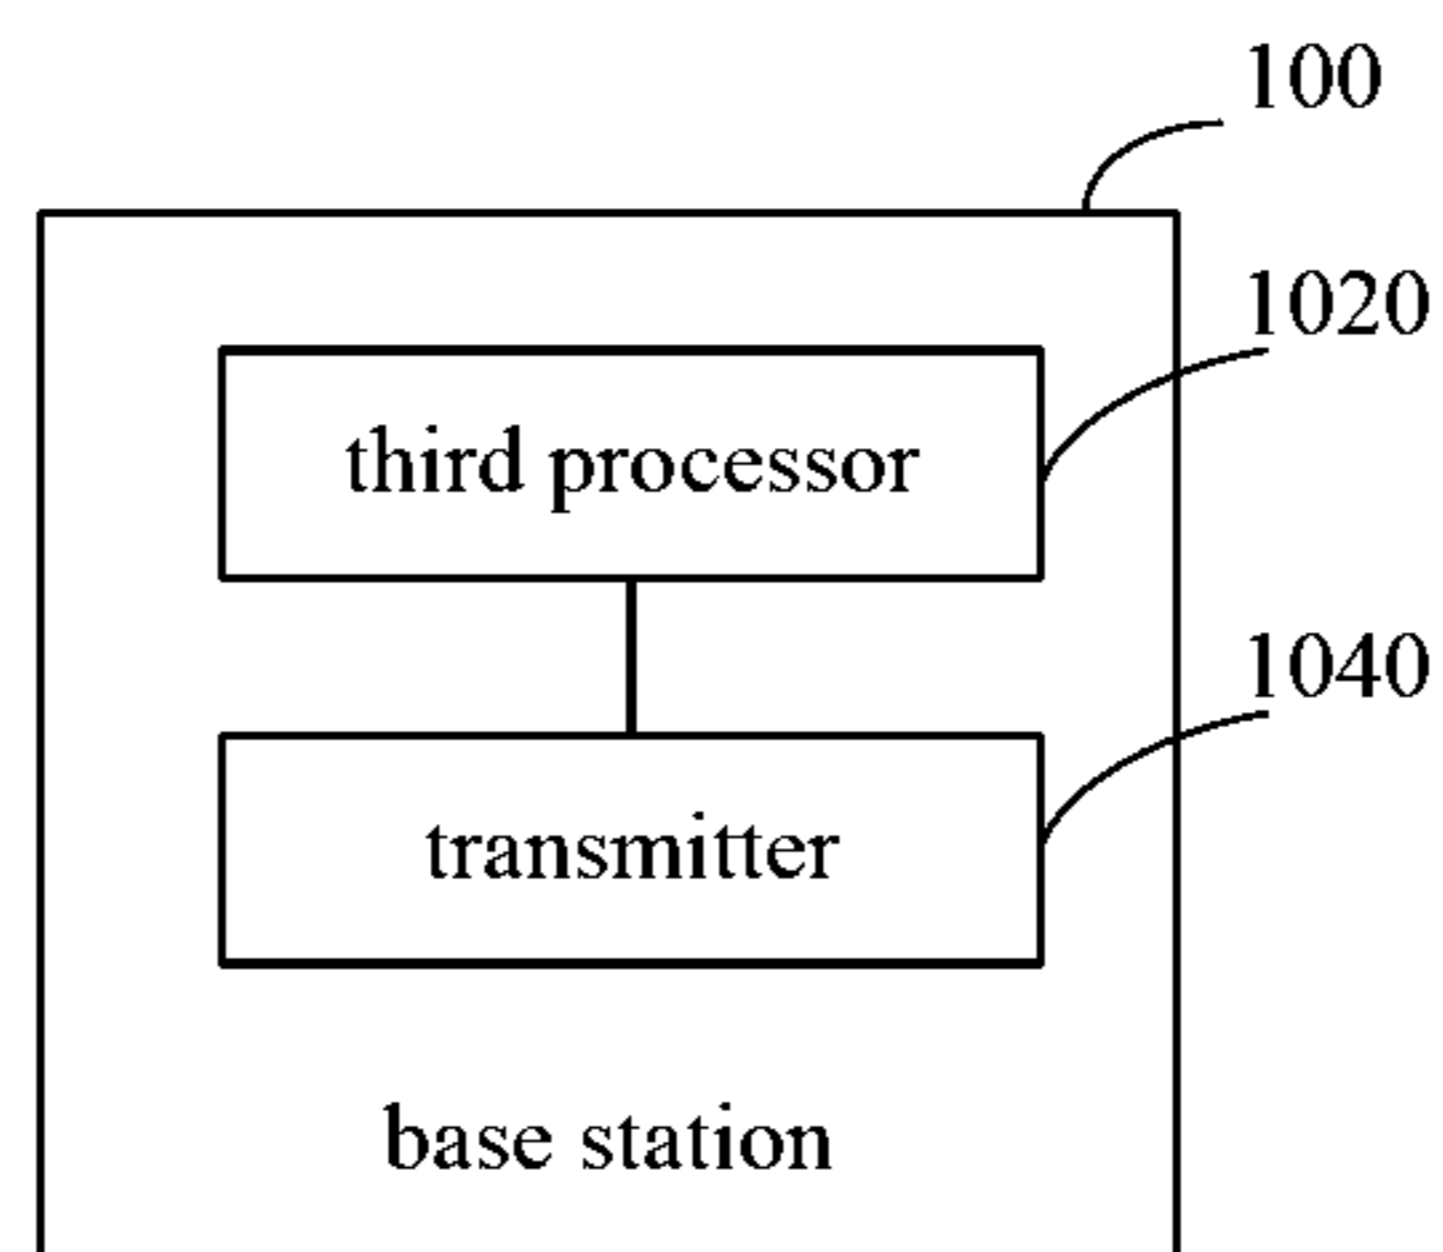 100
1020
third processor
1040
transmitter
base station